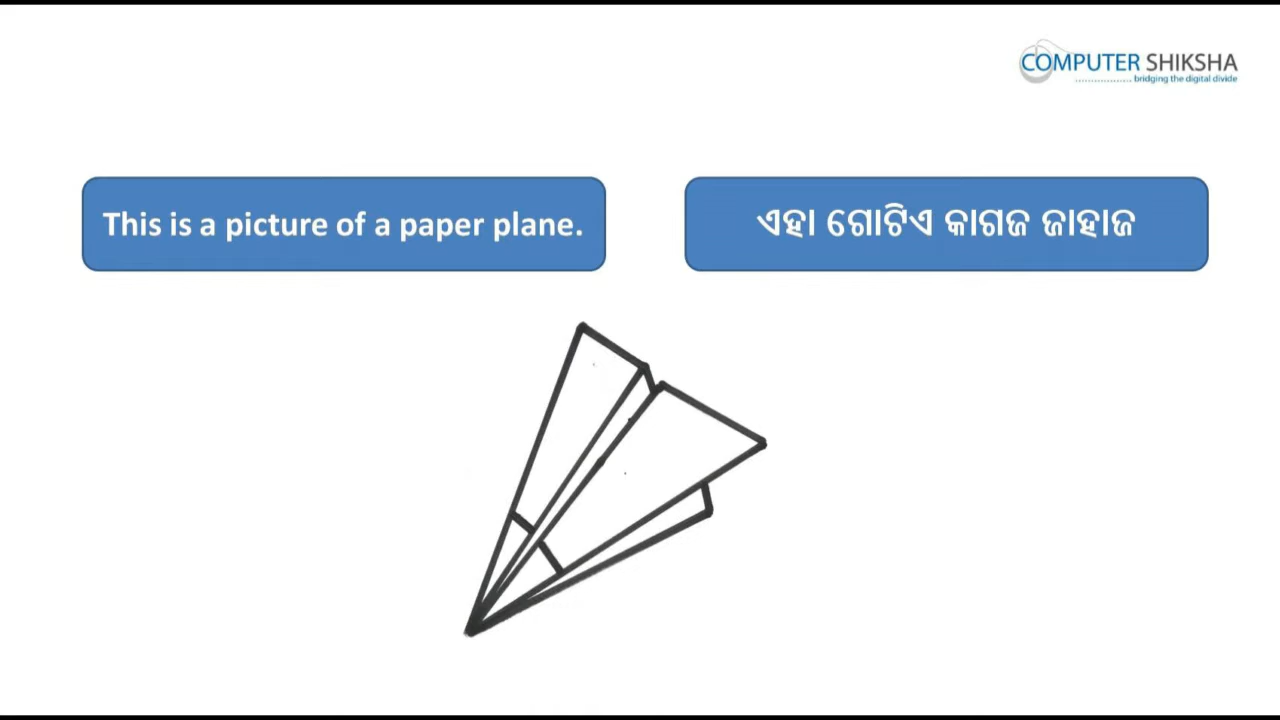 COMPUTER SHIKSHA
bridging the digital divide
This is a picture of a paper plane.
ଏହା ଗୋଟିଏ କାଗଜ ଜାହାଜ